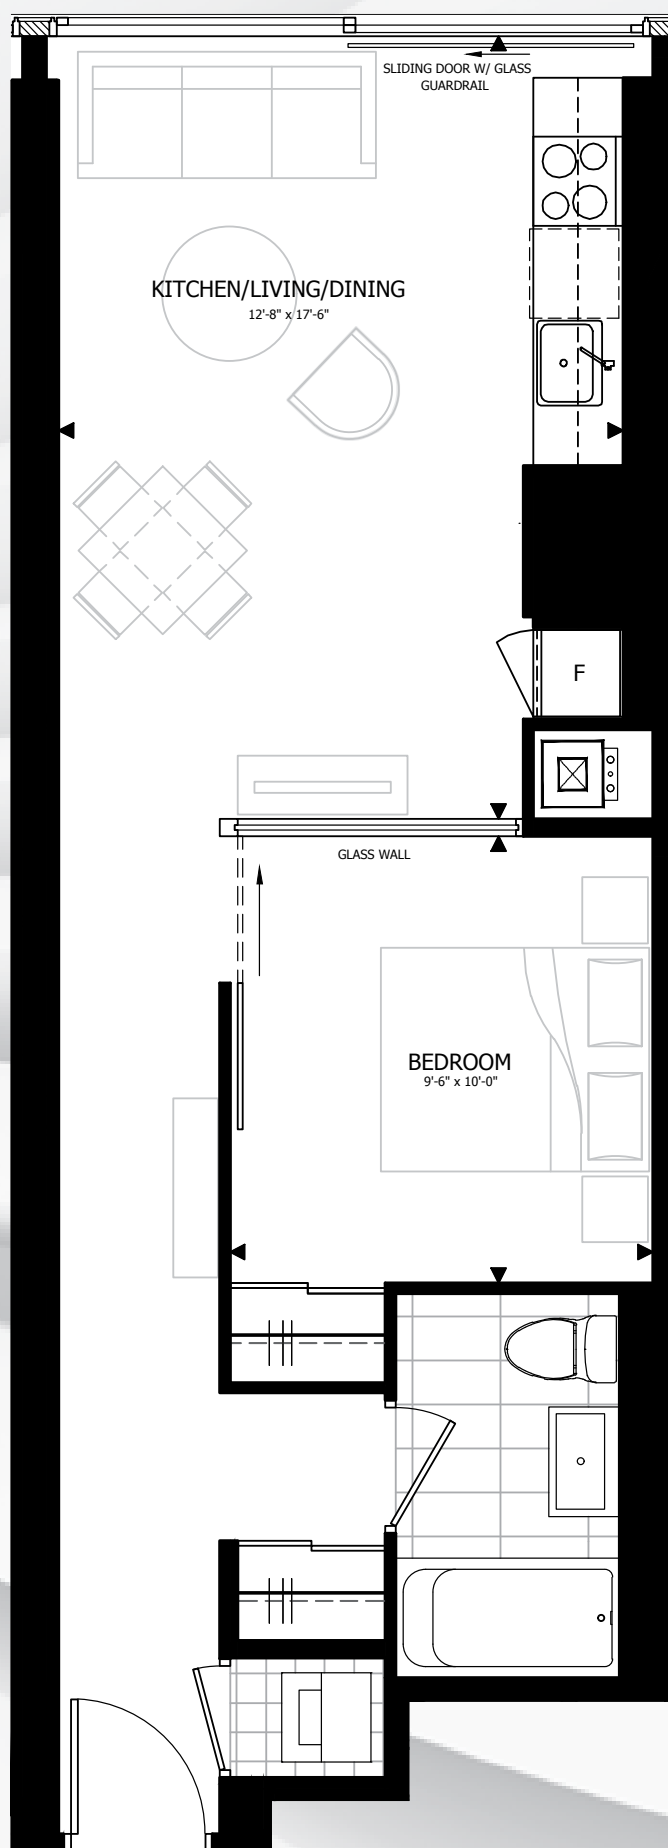 SLIDING DOOR W/ GLASS
GUARDRAIL
KITCHEN/LIVING/DINING
12'-8" x 17'-6"
F
GLASS WALL
BEDROOM
9'-6" x 10'-0"